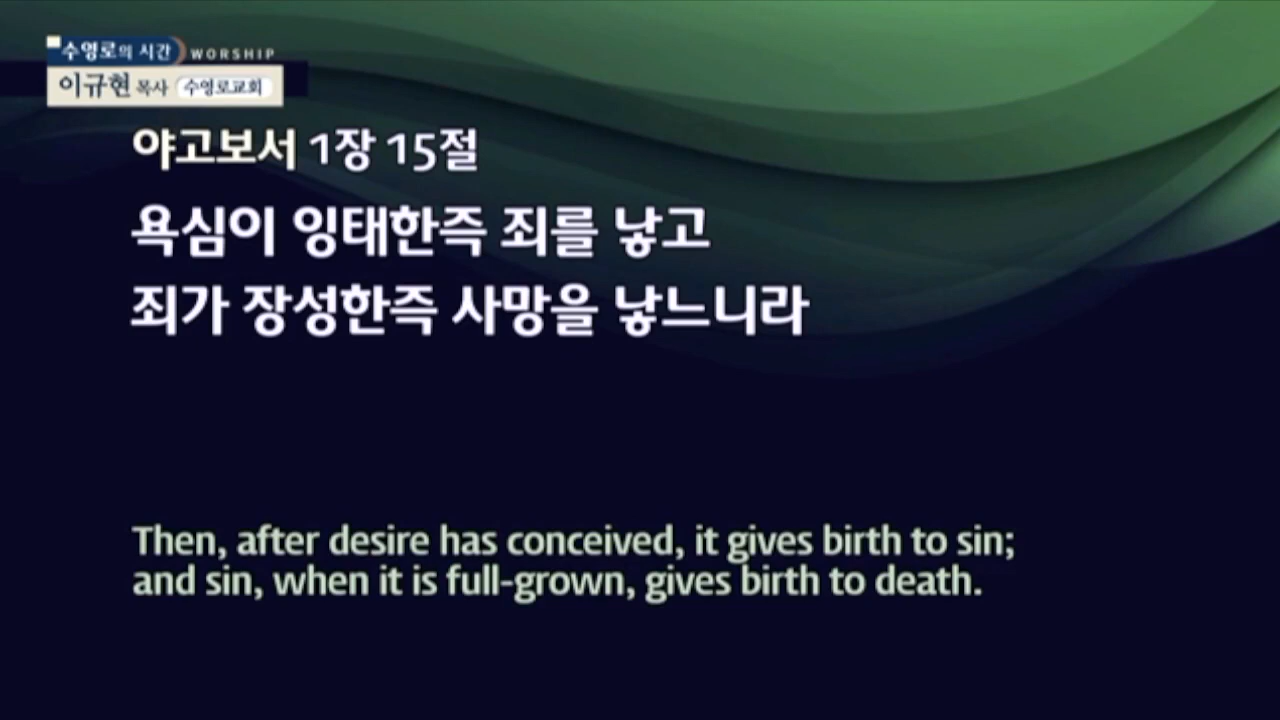 수영로의 시간 WORSHIP
이규현 목사 수영로교회
야고보서 1장 15절
욕심이 잉태한즉 죄를 낳고
죄가 장성한즉 사망을 낳느니라
Then, after desire has conceived, it gives birth to sin;
and sin, when it is full-grown, gives birth to death.